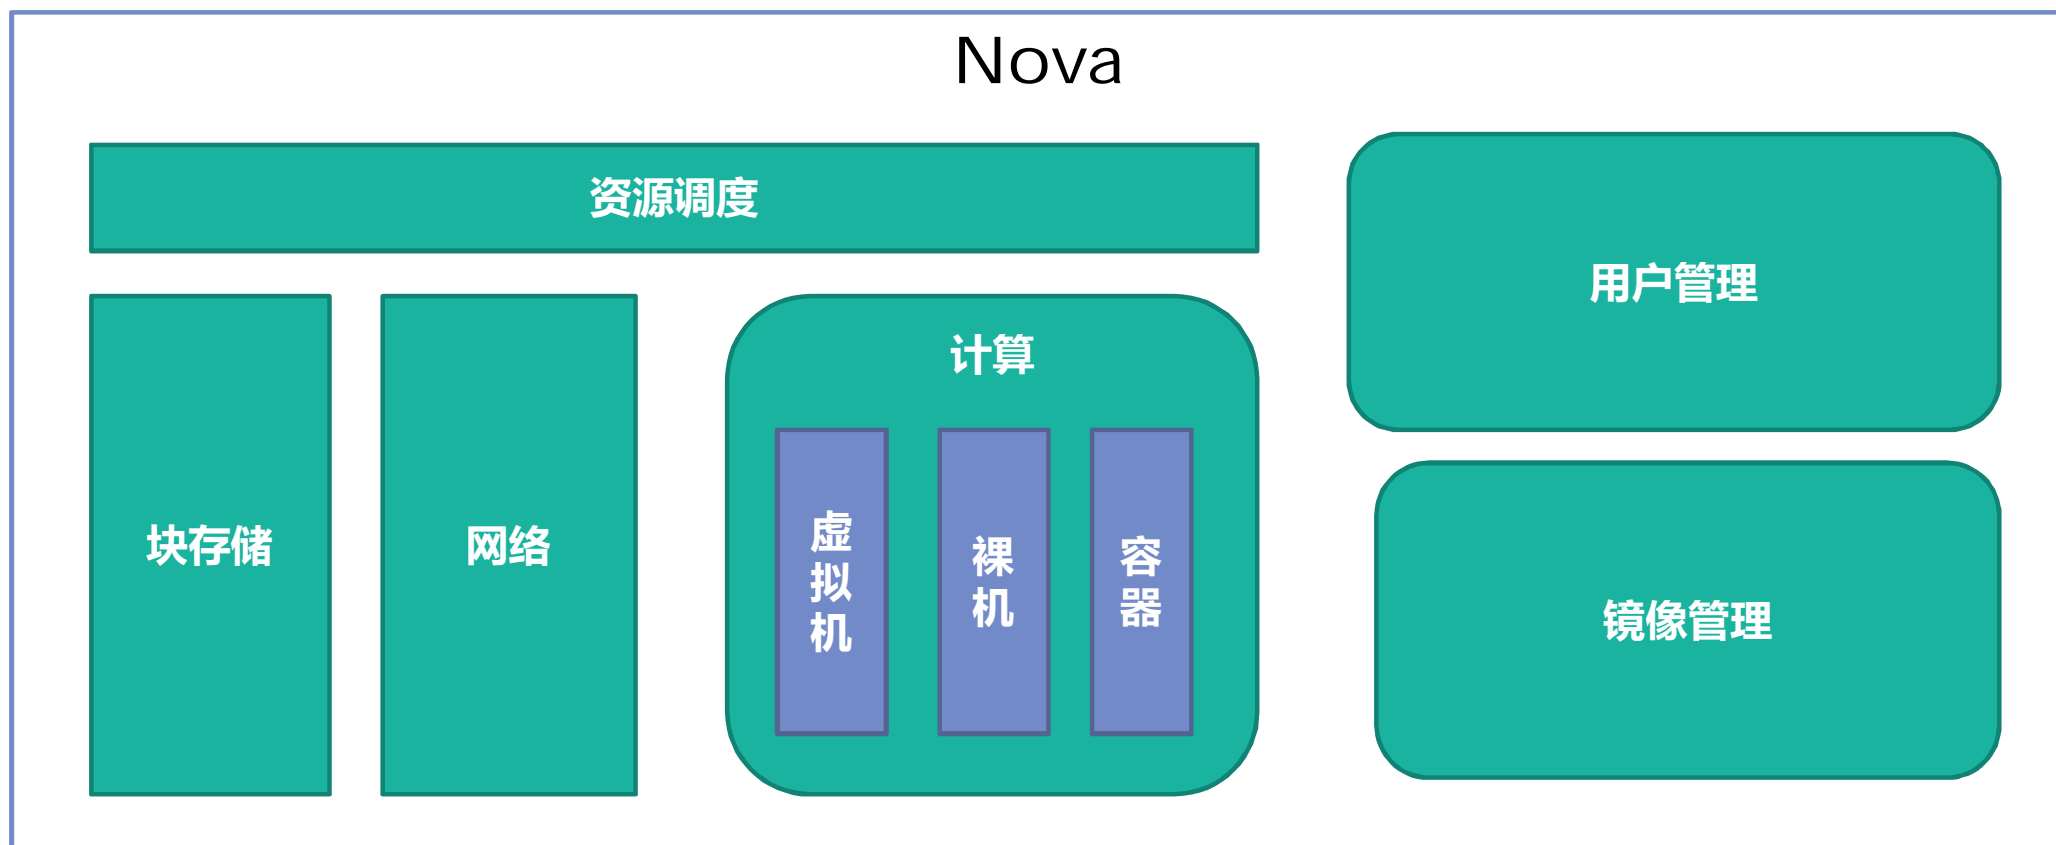 Nova
资源调度
用户管理
计算
块存储
网络
虚拟机
裸机
容器
镜像管理